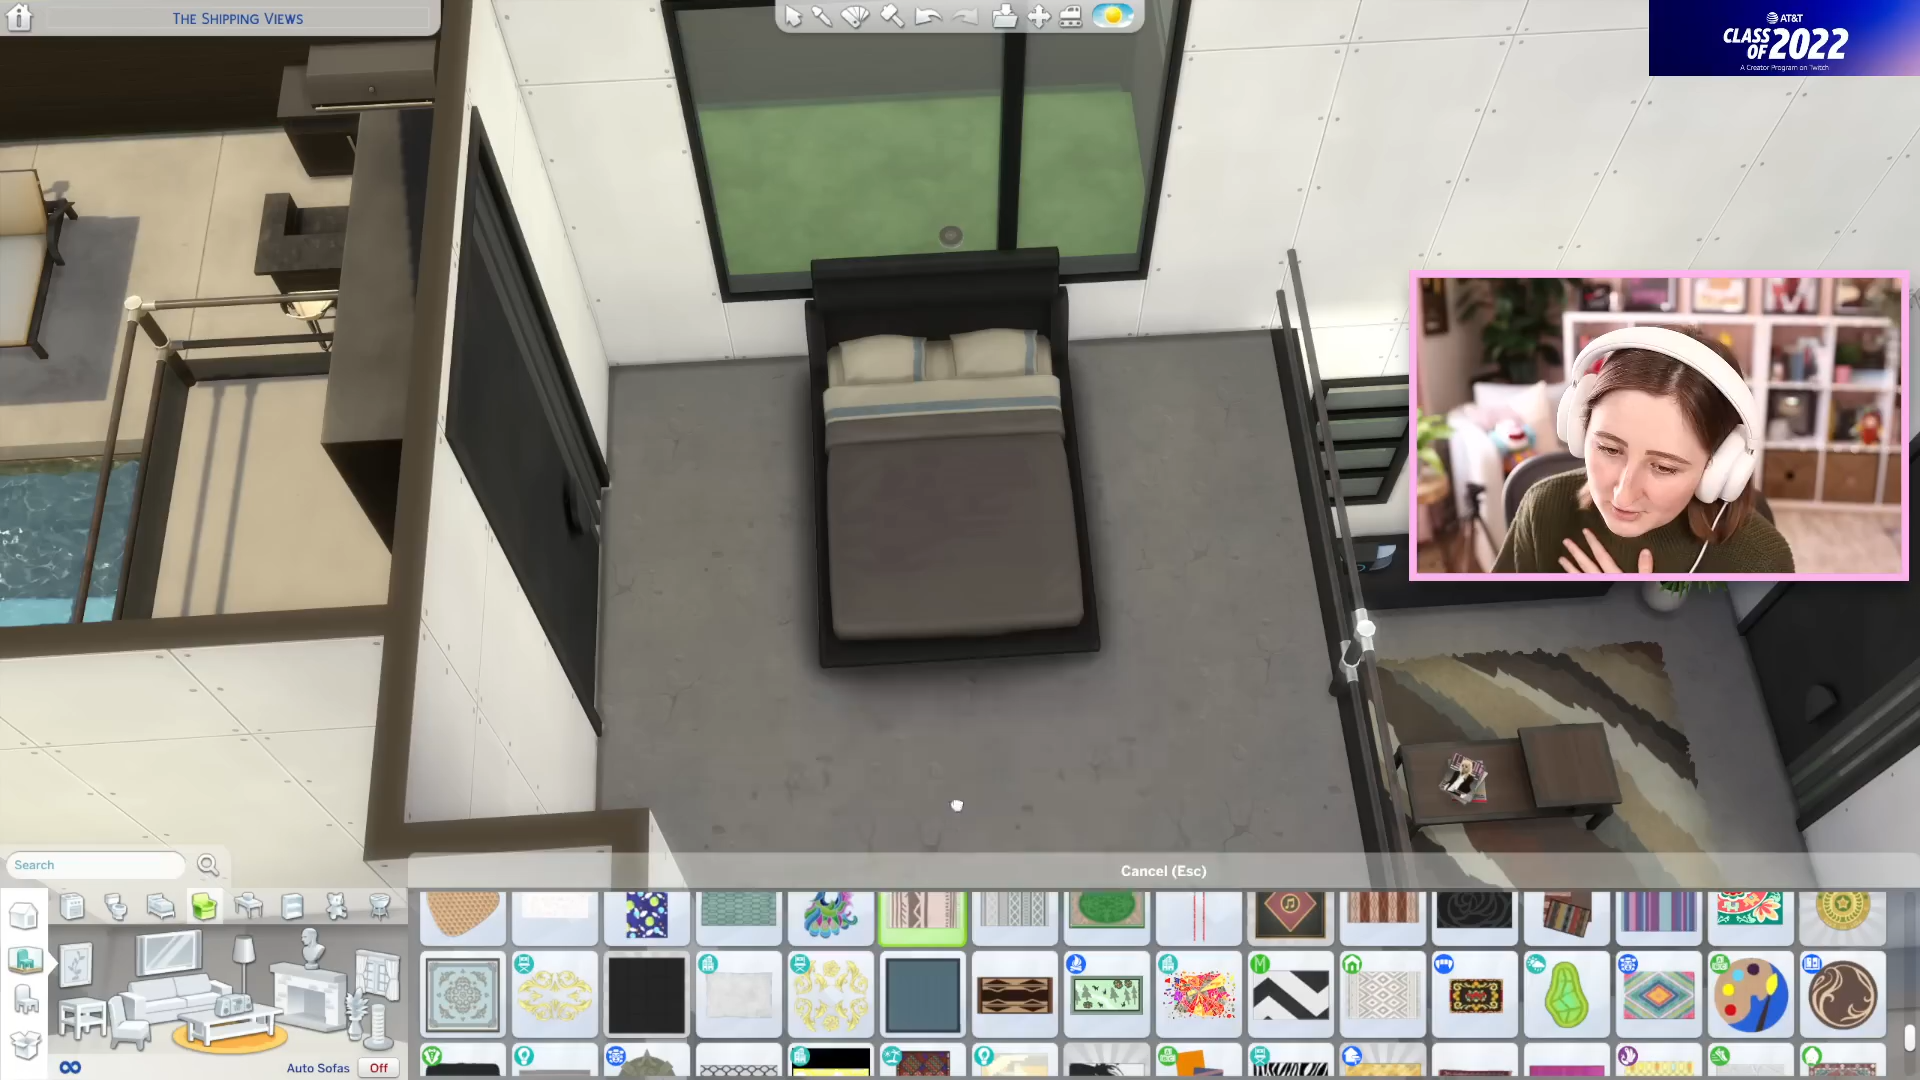 THE SHIPPING VIEWS
AT&T
CLASS
OF 2022
A Creator Program on Twitch
Search
Cancel (Esc)
Auto Sofas Off